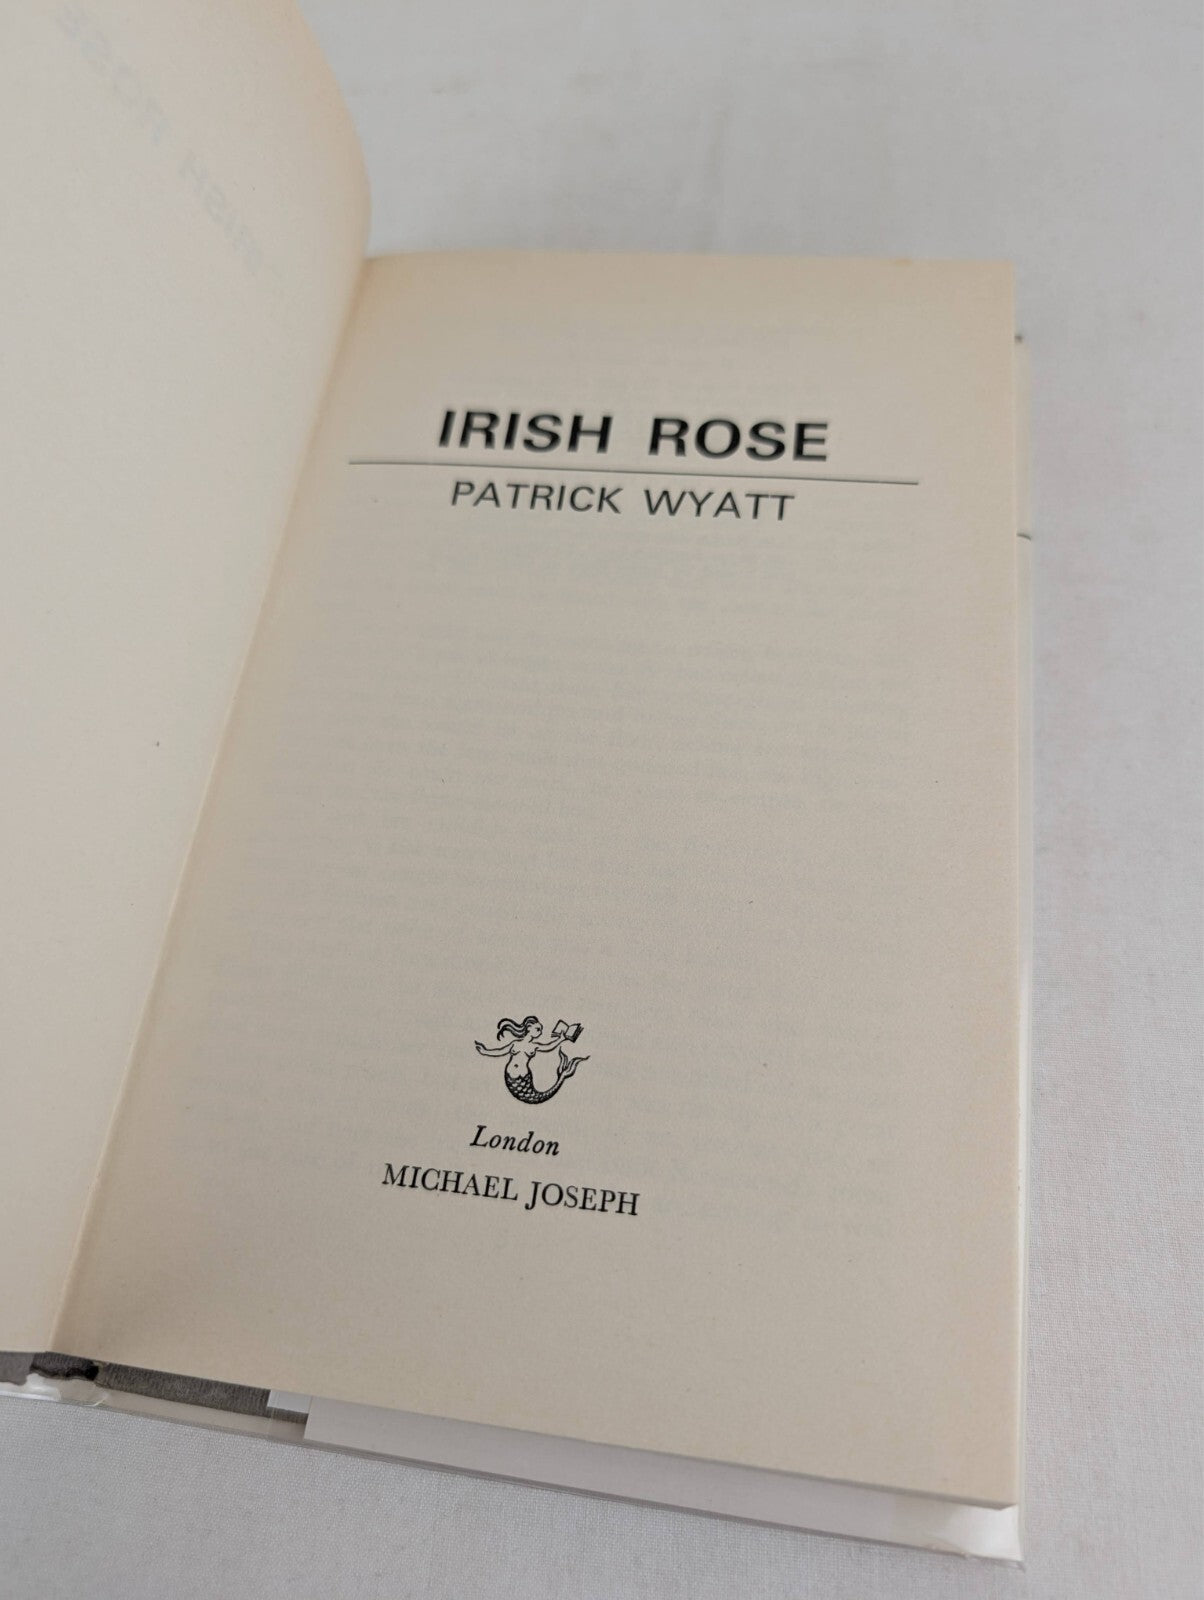 IRISH ROSE
PATRICK WYATT
London
MICHAEL JOSEPH